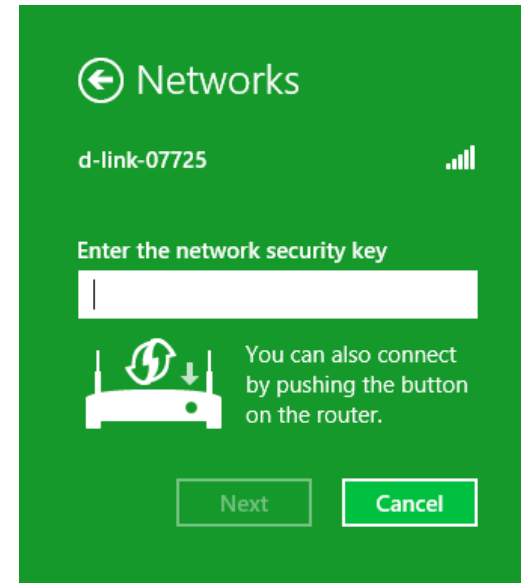 Networks
d-link-07725
Enter the network security key
You can also connect
by pushing the button
on the router.
Next
Cancel